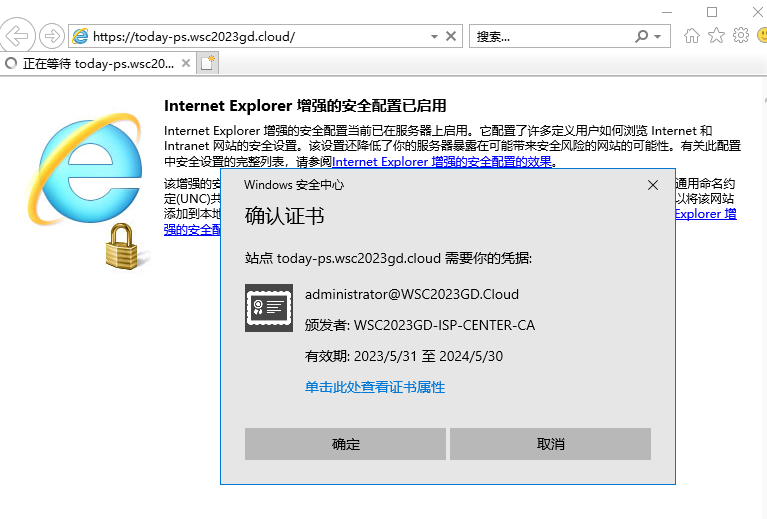 https://today-ps.wsc2023gd.cloud/
搜索...
正在等待 today-ps.wsc20...
Internet Explorer 增强的安全配置已启用
Internet Explorer 增强的安全配置当前已在服务器上启用。它配置了许多定义用户如何浏览 Internet 和
Intranet 网站的安全设置。该设置还降低了你的服务器暴露在可能带来安全风险的网站的可能性。有关此配置
中安全设置的完整列表，请参阅Internet Explorer 增强的安全配置的效果。
该增强的安 通用命名约
定(UNC)共 以将该网站
添加到本地 Explorer 增
强的安全配
Windows 安全中心
确认证书
站点 today-ps.wsc2023gd.cloud 需要你的凭据:
administrator@WSC2023GD.Cloud
颁发者: WSC2023GD-ISP-CENTER-CA
有效期: 2023/5/31 至 2024/5/30
单击此处查看证书属性
确定 取消